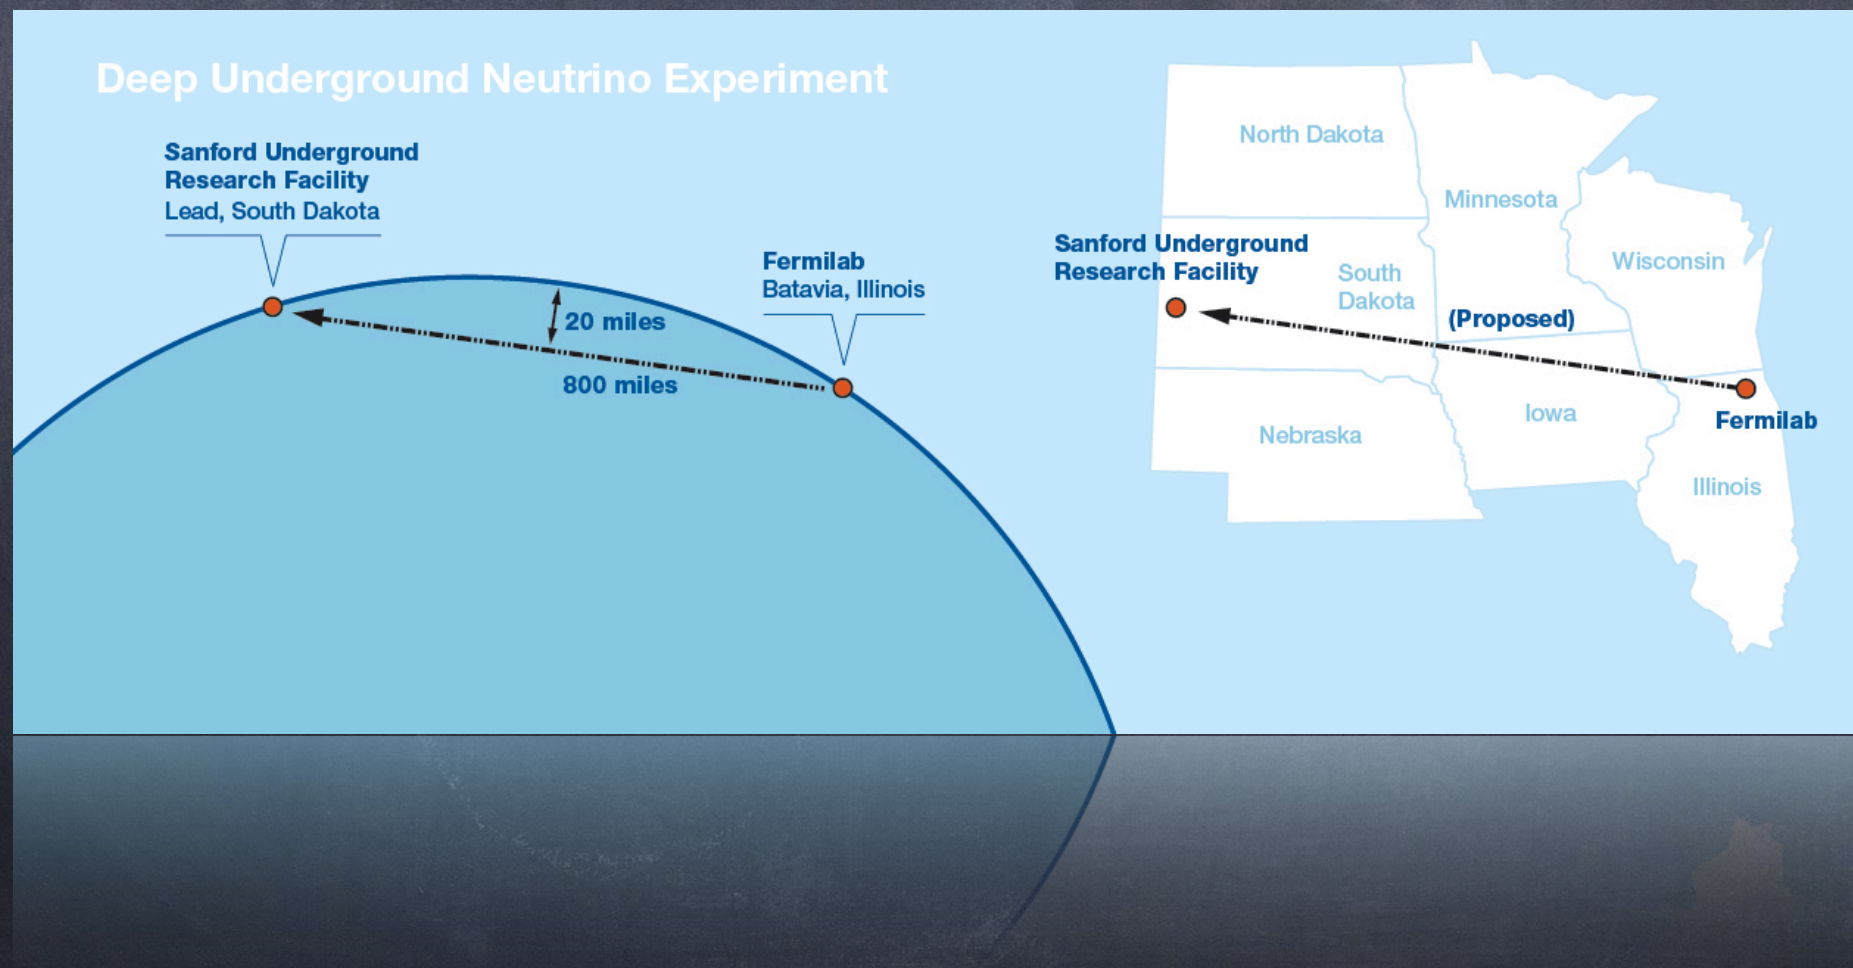 Deep Underground Neutrino Experiment
Sanford Underground
Research Facility
Lead, South Dakota
Fermilab
Batavia, Illinois
20 miles
800 miles
North Dakota
Minnesota
Sanford Underground
Research Facility
South
Dakota
Wisconsin
(Proposed)
Nebraska
Iowa
Fermilab
Illinois